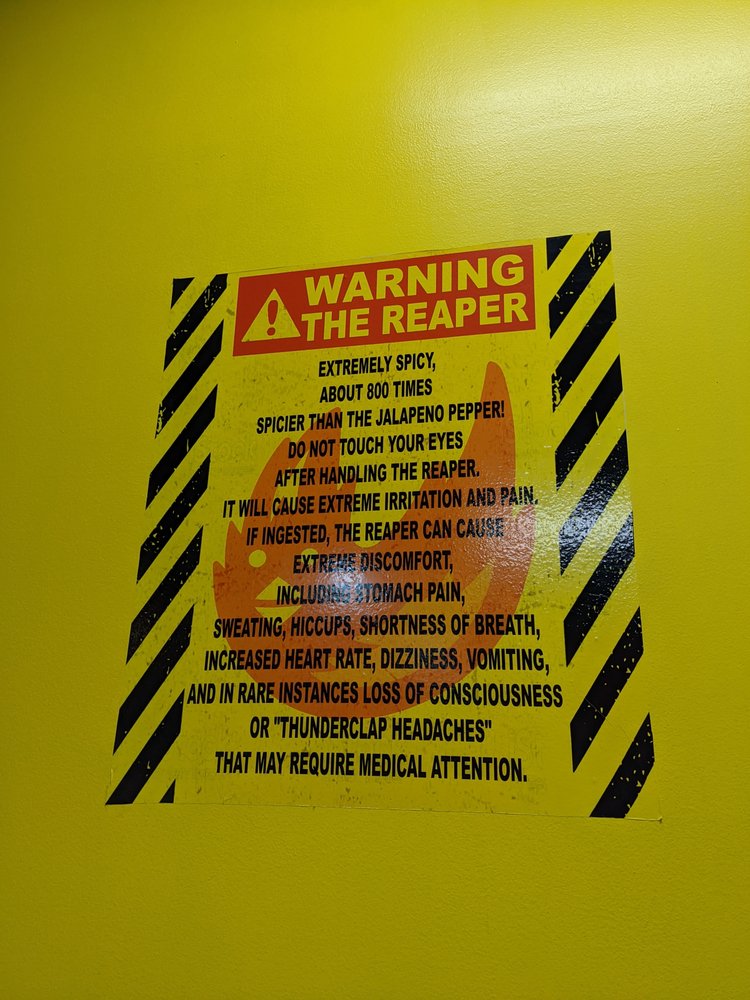 WARNING
THE REAPER
EXTREMELY SPICY,
ABOUT 800 TIMES
SPICIER THAN THE JALAPENO PEPPER!
DO NOT TOUCH YOUR EYES
AFTER HANDLING THE REAPER.
IT WILL CAUSE EXTREME IRRITATION AND PAIN.
IF INGESTED, THE REAPER CAN CAUSE
EXTREME DISCOMFORT,
INCLUDING STOMACH PAIN,
SWEATING, HICCUPS, SHORTNESS OF BREATH,
INCREASED HEART RATE, DIZZINESS, VOMITING,
AND IN RARE INSTANCES LOSS OF CONSCIOUSNESS
OR "THUNDERCLAP HEADACHES"
THAT MAY REQUIRE MEDICAL ATTENTION.